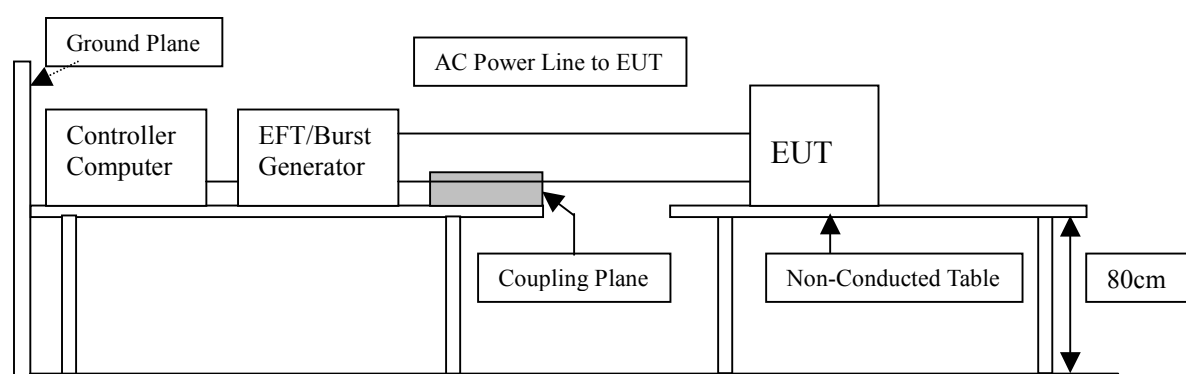 Ground Plane
AC Power Line to EUT
Controller
Computer
EFT/Burst
Generator
EUT
Coupling Plane
Non-Conducted Table
80cm